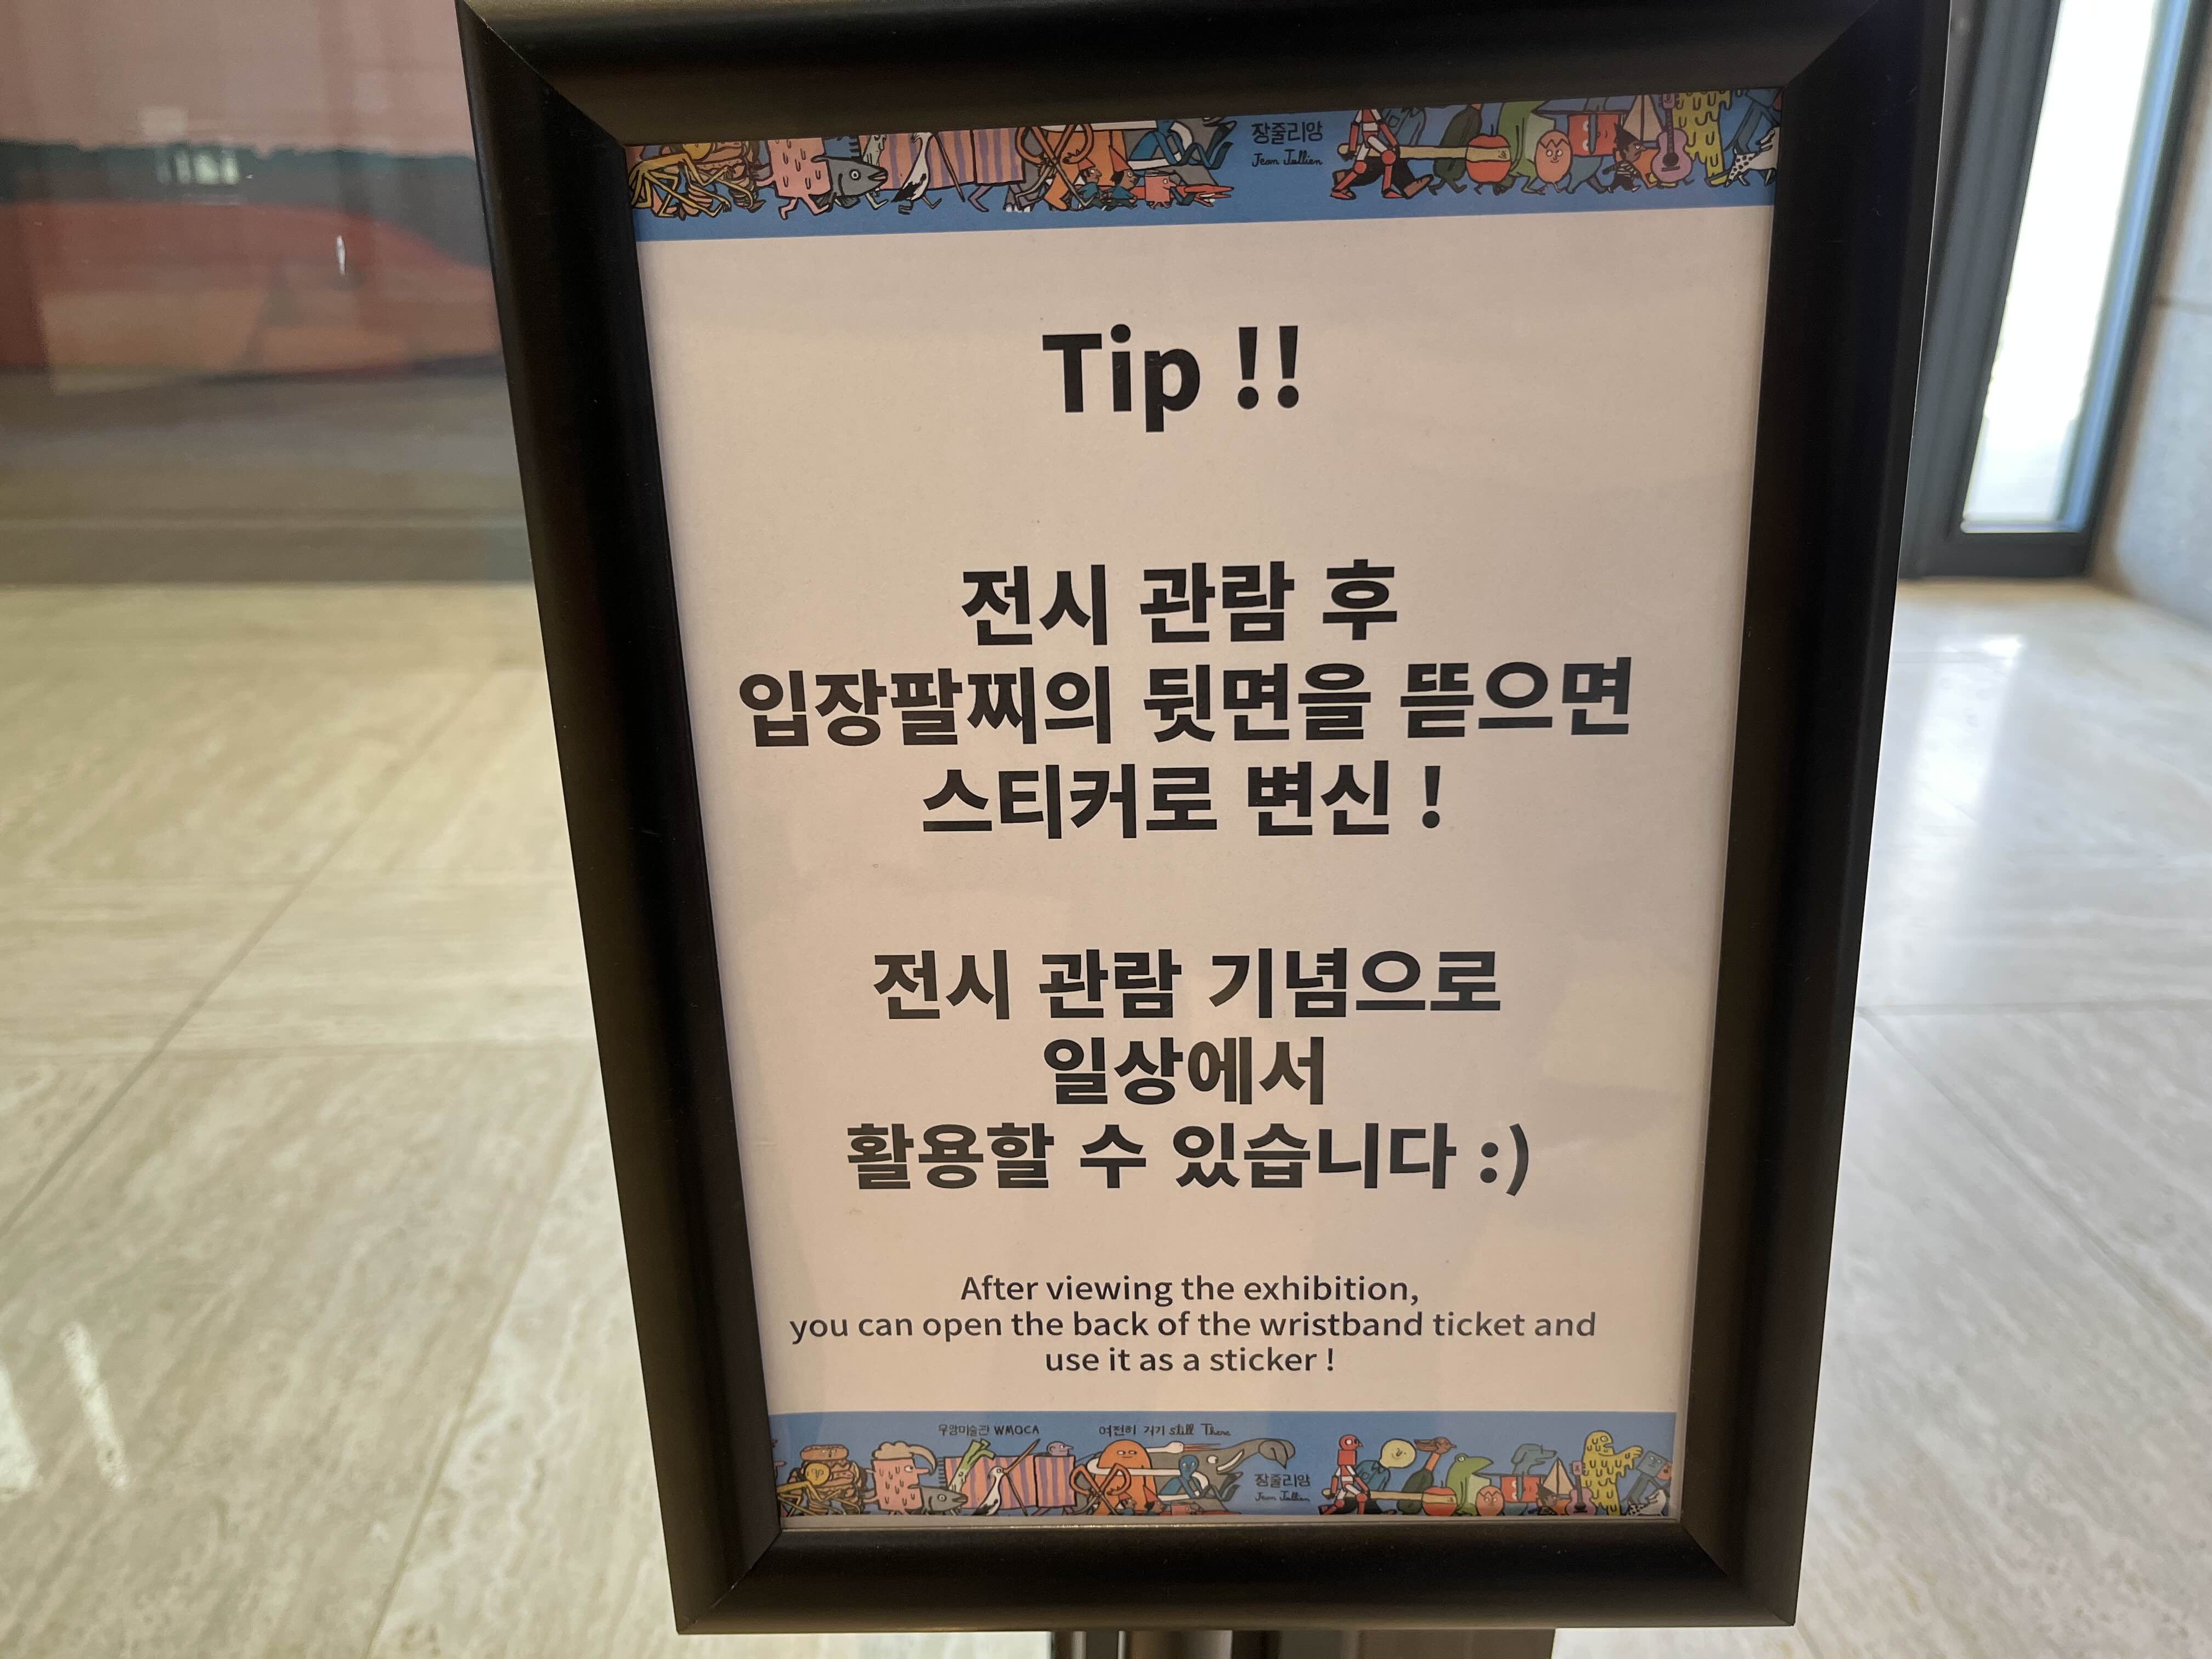 장줄리앙
Jean Jullien
Tip !!
전시 관람 후
입장팔찌의 뒷면을 뜯으면
스티커로 변신 !
전시 관람 기념으로
일상에서
활용할 수 있습니다 :)
After viewing the exhibition,
you can open the back of the wristband ticket and
use it as a sticker !
우양미술관 WMOCA 여전히 거기 still There
장줄리앙
Jean Jullien